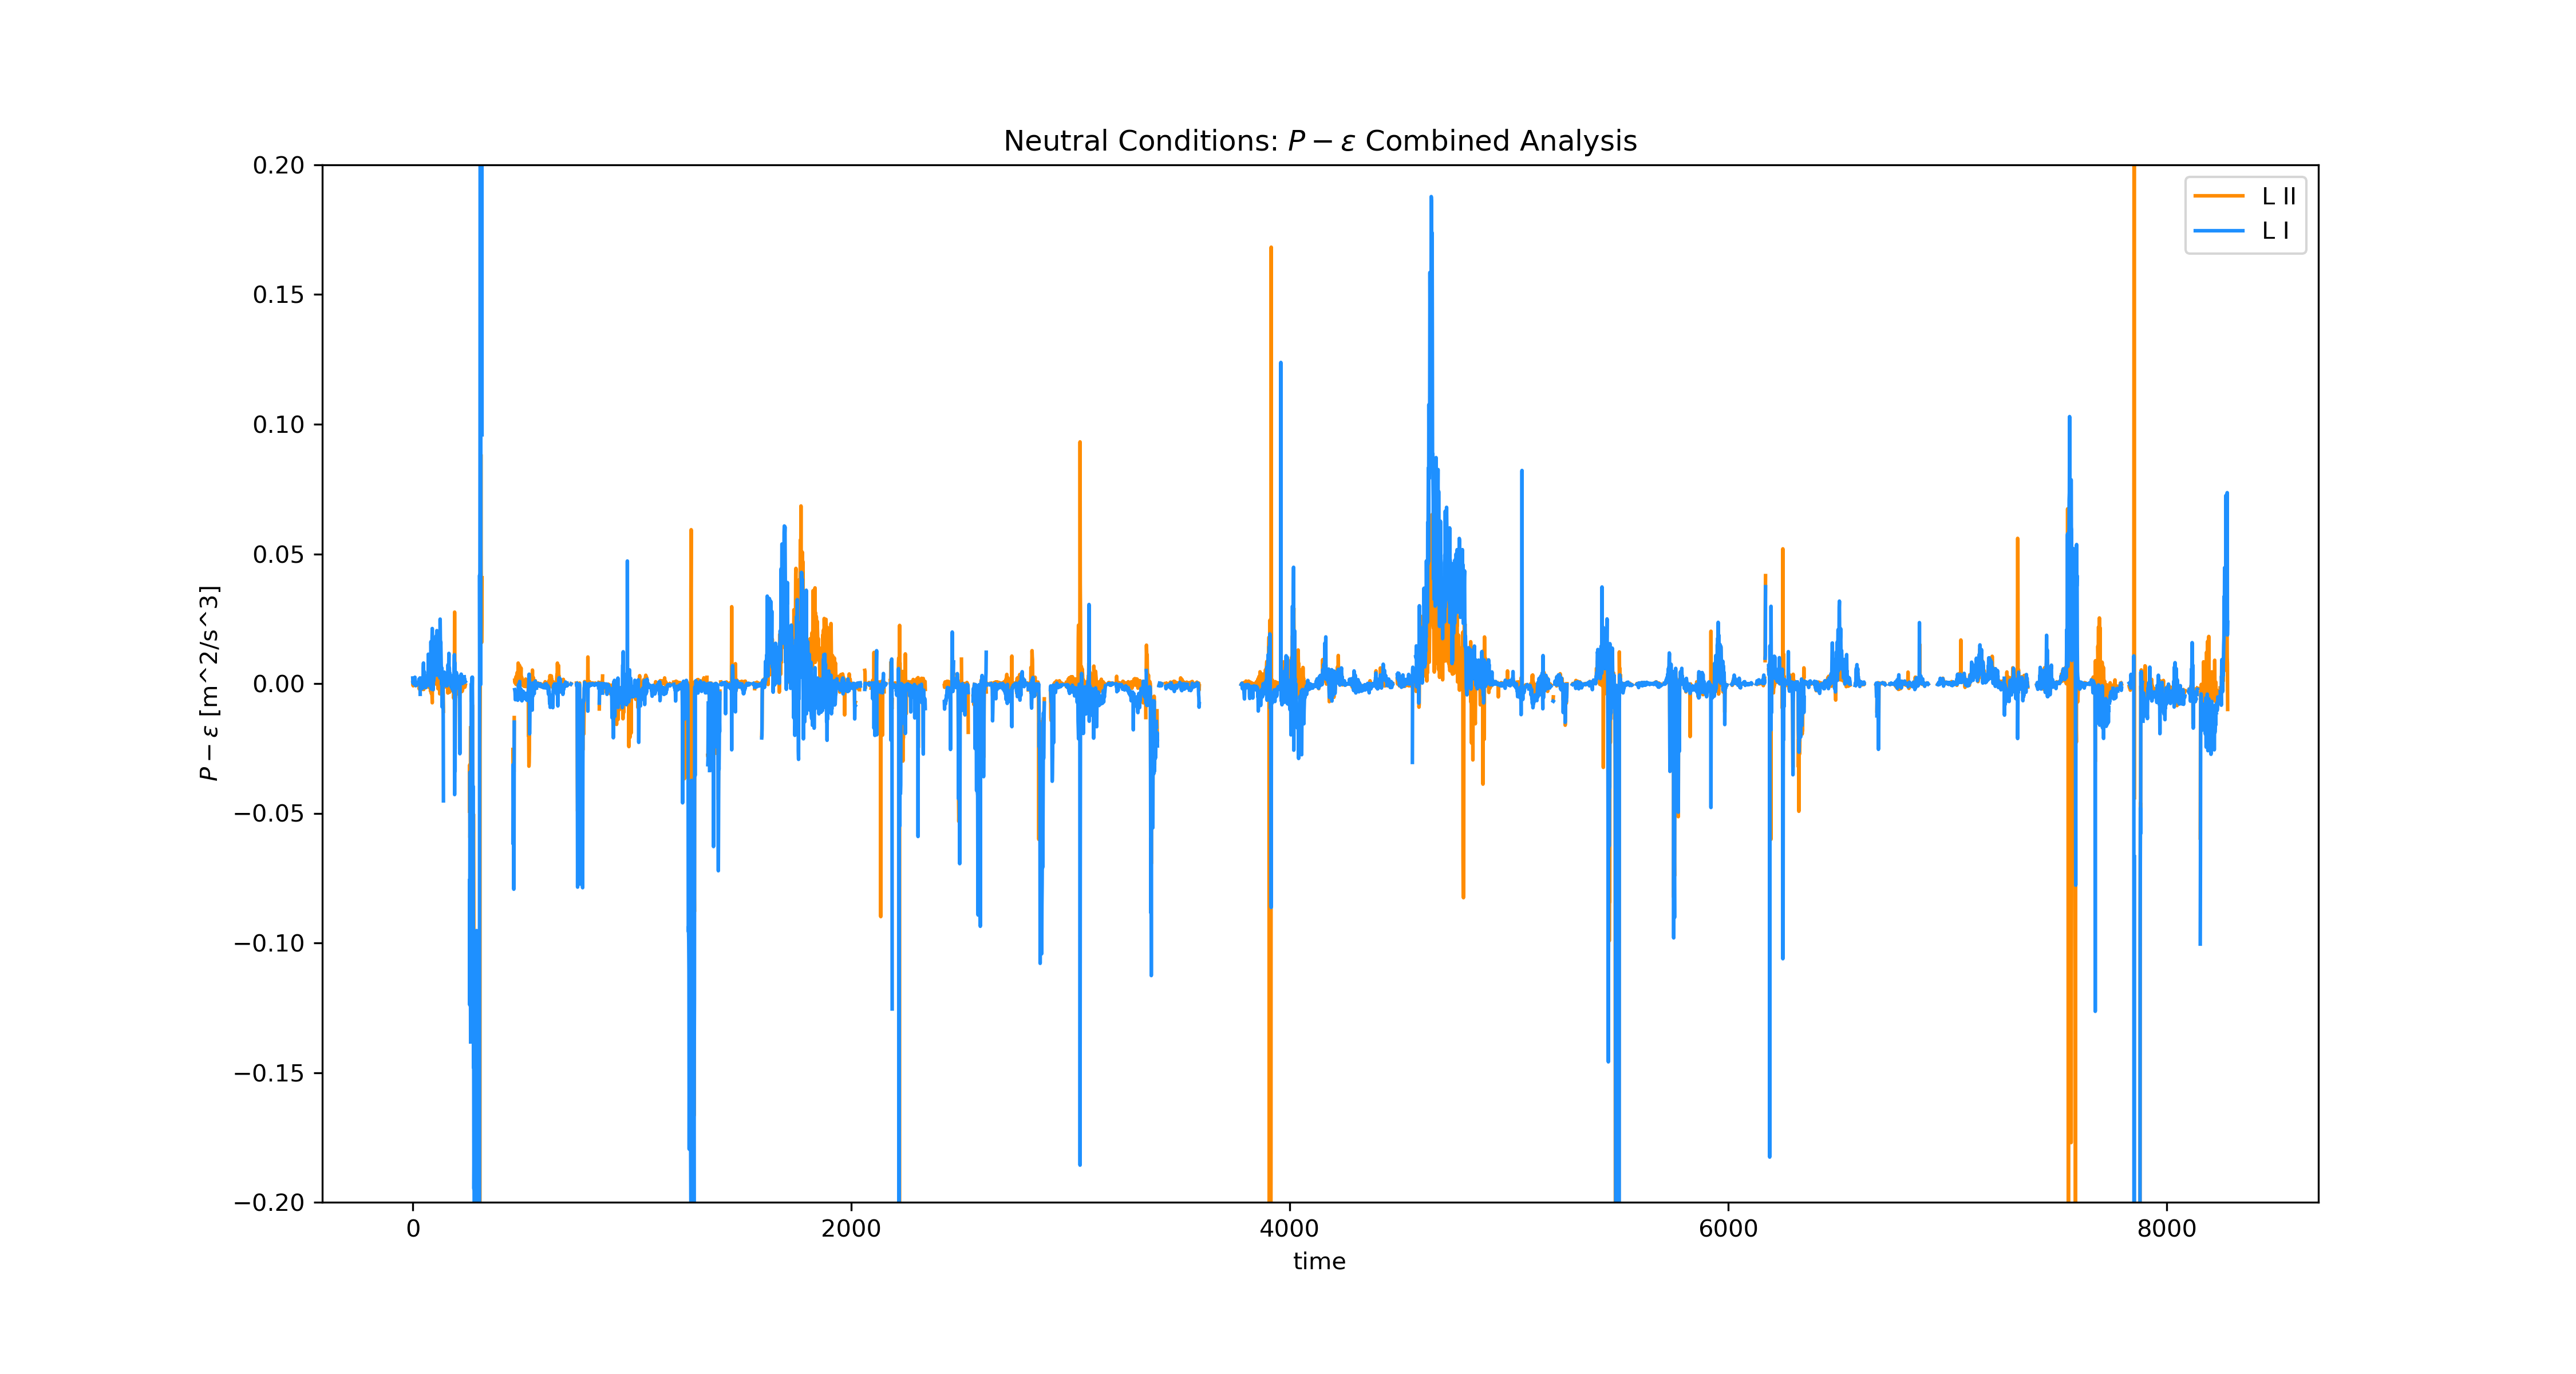 Neutral Conditions: P − ε Combined Analysis
0.20
0.15
0.10
0.05
0.00
−0.05
−0.10
−0.15
−0.20
P − ε [m^2/s^3]
L II
L I
0
2000
4000
6000
8000
time